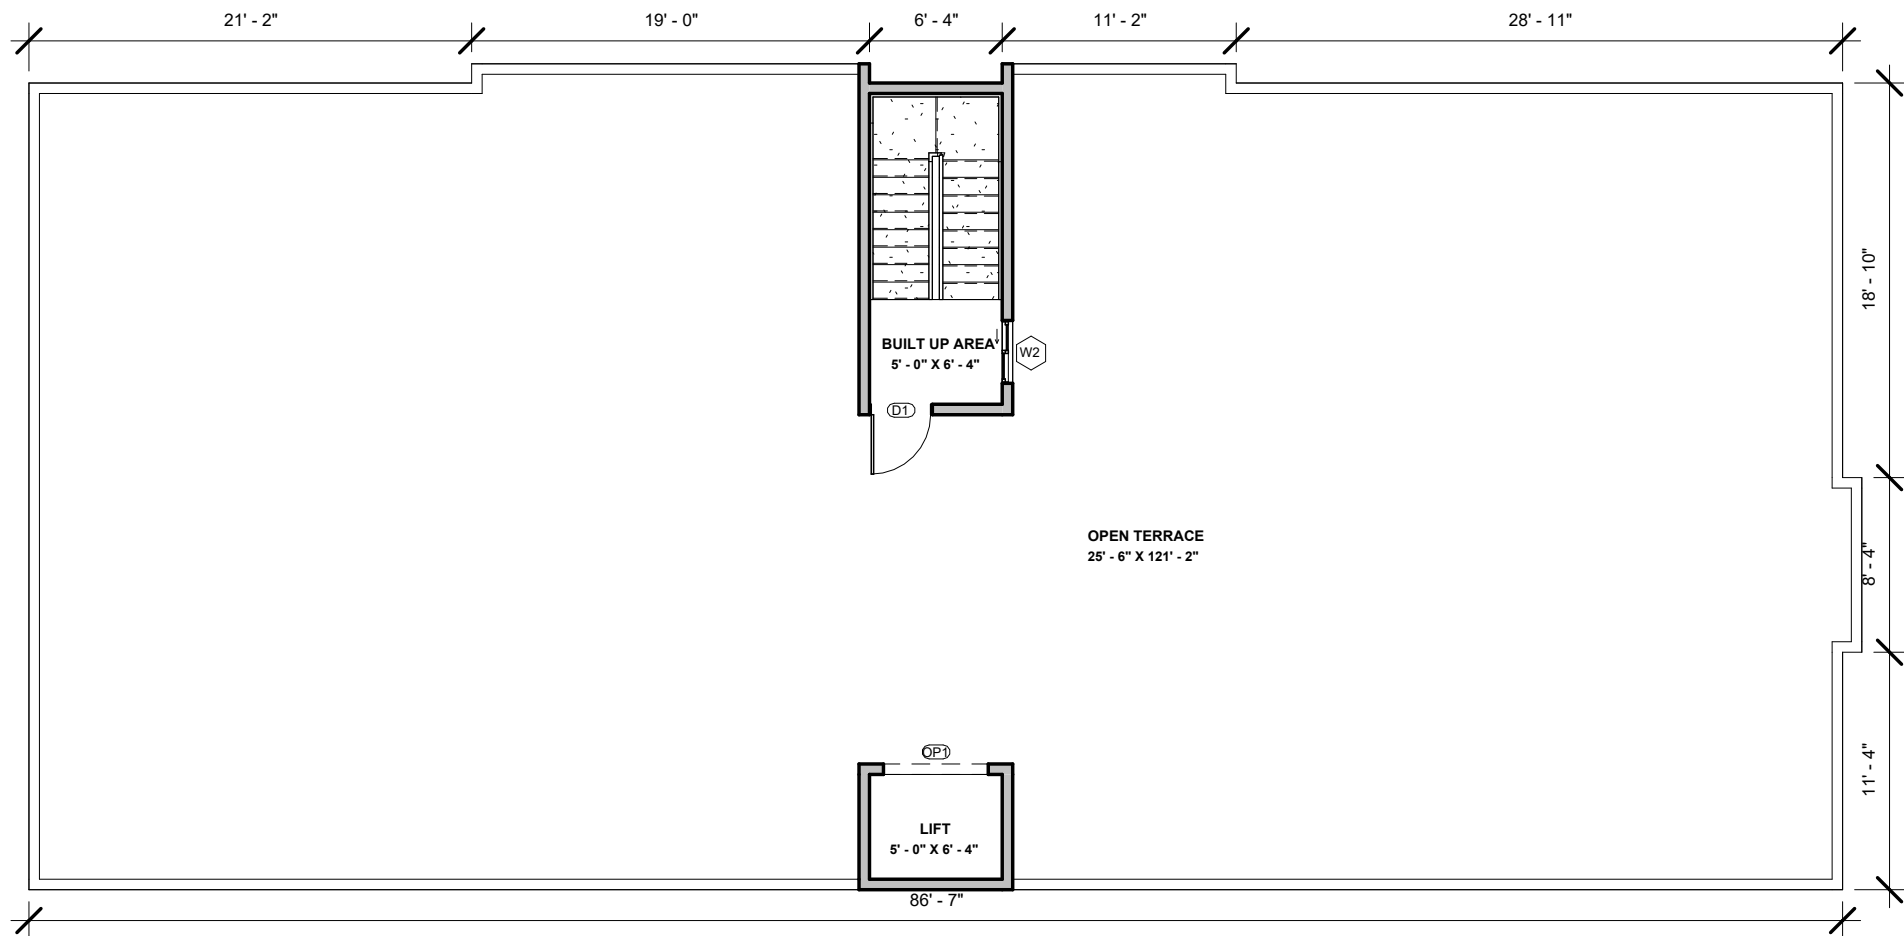 21' - 2"
19' - 0"
6' - 4"
11' - 2"
28' - 11"
18' - 10"
BUILT UP AREA
5' - 0" X 6' - 4"
W2
D1
OPEN TERRACE
25' - 6" X 121' - 2"
8' - 4"
OP1
11' - 4"
LIFT
5' - 0" X 6' - 4"
86' - 7"